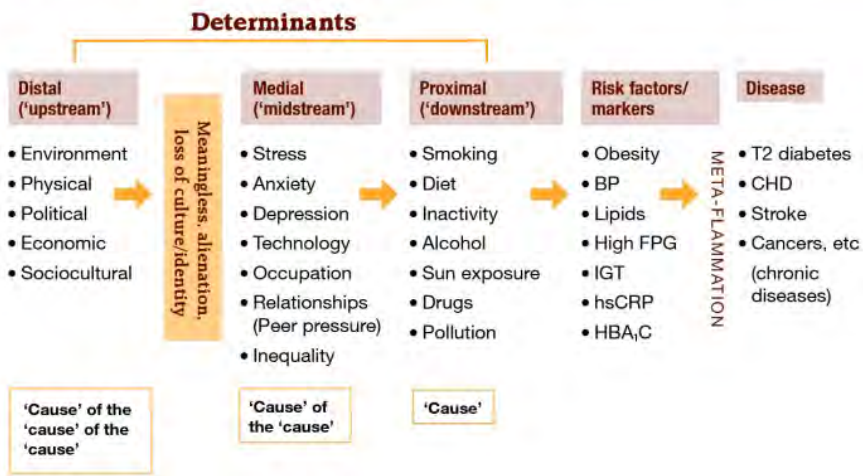 Determinants
Distal
('upstream')
• Environment
• Physical
• Political
• Economic
• Sociocultural
Meaningless, alienation,
loss of culture/identity
Medial
('midstream')
• Stress
• Anxiety
• Depression
• Technology
• Occupation
• Relationships
(Peer pressure)
• Inequality
Proximal
('downstream')
• Smoking
• Diet
• Inactivity
• Alcohol
• Sun exposure
• Drugs
• Pollution
Risk factors/
markers
• Obesity
• BP
• Lipids
• High FPG
• IGT
• hsCRP
• HBA₁C
META-FLAMMATION
Disease
• T2 diabetes
• CHD
• Stroke
• Cancers, etc
(chronic
diseases)
'Cause' of the
'cause' of the
'cause'
'Cause' of
the 'cause'
'Cause'